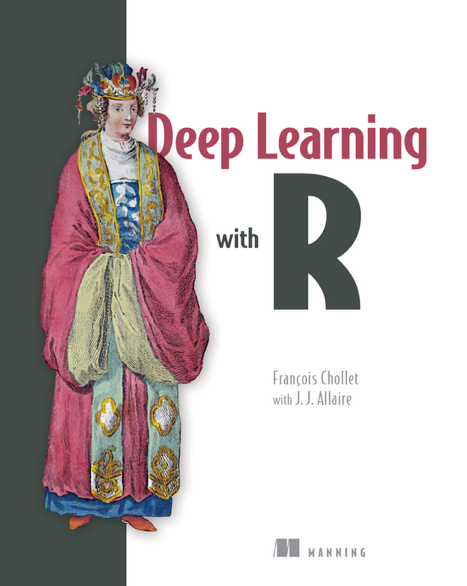 Deep Learning
with R
François Chollet
with J. J. Allaire
MANNING